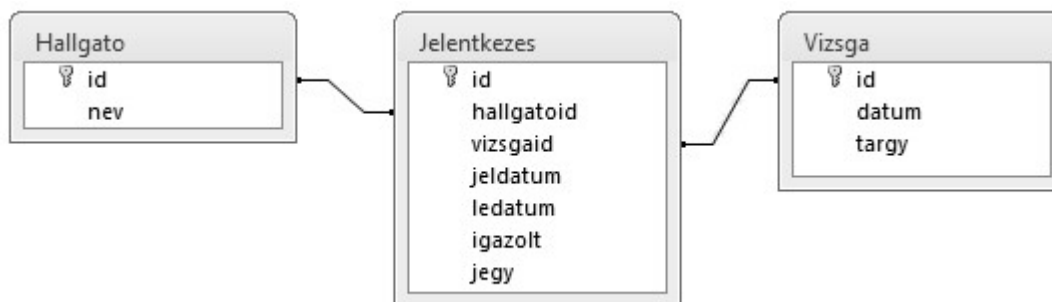 Hallgato
id
nev
Jelentkezes
id
hallgatoid
vizsgaid
jeldatum
ledatum
igazolt
jegy
Vizsga
id
datum
targy